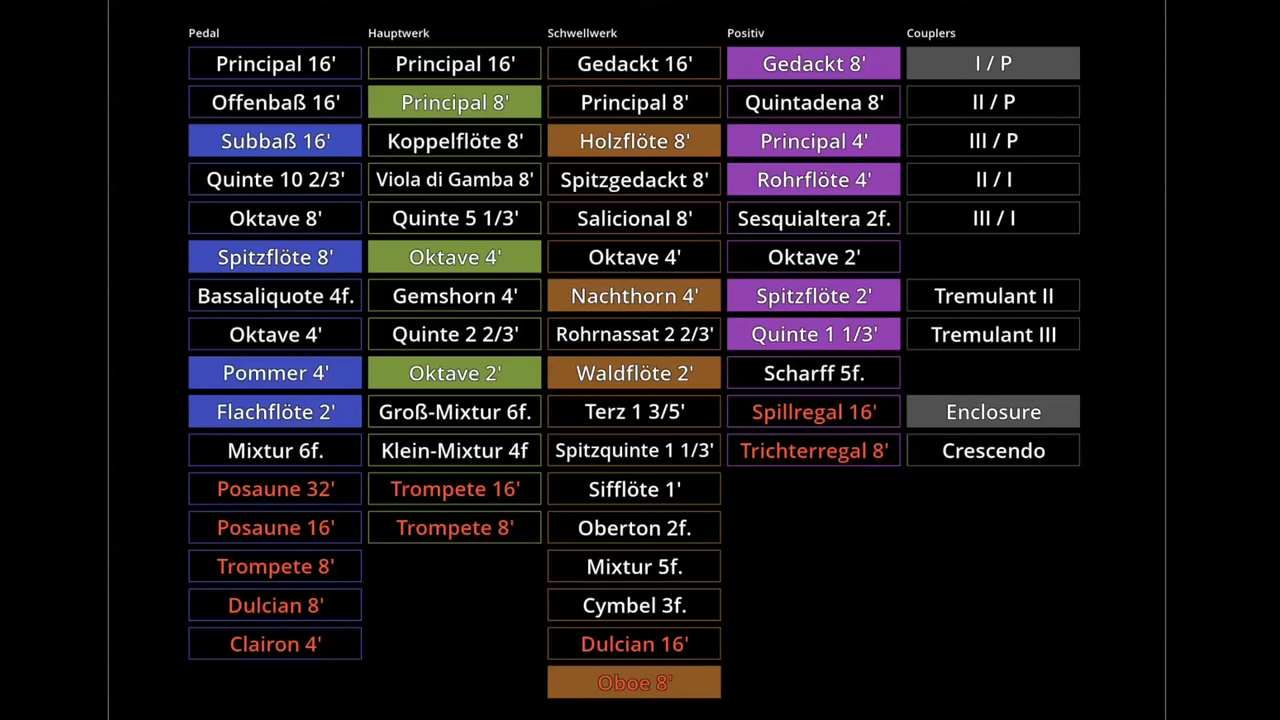 Pedal
Principal 16'
Offenbaß 16'
Subbaß 16'
Quinte 10 2/3'
Oktave 8'
Spitzflöte 8'
Bassaliquote 4f.
Oktave 4'
Pommer 4'
Flachflöte 2'
Mixtur 6f.
Posaune 32'
Posaune 16'
Trompete 8'
Dulcian 8'
Clairon 4'
Hauptwerk
Principal 16'
Principal 8'
Koppelflöte 8'
Viola di Gamba 8'
Quinte 5 1/3'
Oktave 4'
Gemshorn 4'
Quinte 2 2/3'
Oktave 2'
Groß-Mixtur 6f.
Klein-Mixtur 4f
Trompete 16'
Trompete 8'
Schwellwerk
Gedackt 16'
Principal 8'
Holzflöte 8'
Spitzgedackt 8'
Salicional 8'
Oktave 4'
Nachthorn 4'
Rohrnassat 2 2/3'
Waldflöte 2'
Terz 1 3/5'
Spitzquinte 1 1/3'
Sifflöte 1'
Oberton 2f.
Mixtur 5f.
Cymbel 3f.
Dulcian 16'
Oboe 8'
Positiv
Gedackt 8'
Quintadena 8'
Principal 4'
Rohrflöte 4'
Sesquialtera 2f.
Oktave 2'
Spitzflöte 2'
Quinte 1 1/3'
Scharff 5f.
Spillregal 16'
Trichterregal 8'
Couplers
I / P
II / P
III / P
II / I
III / I
Tremulant II
Tremulant III
Enclosure
Crescendo